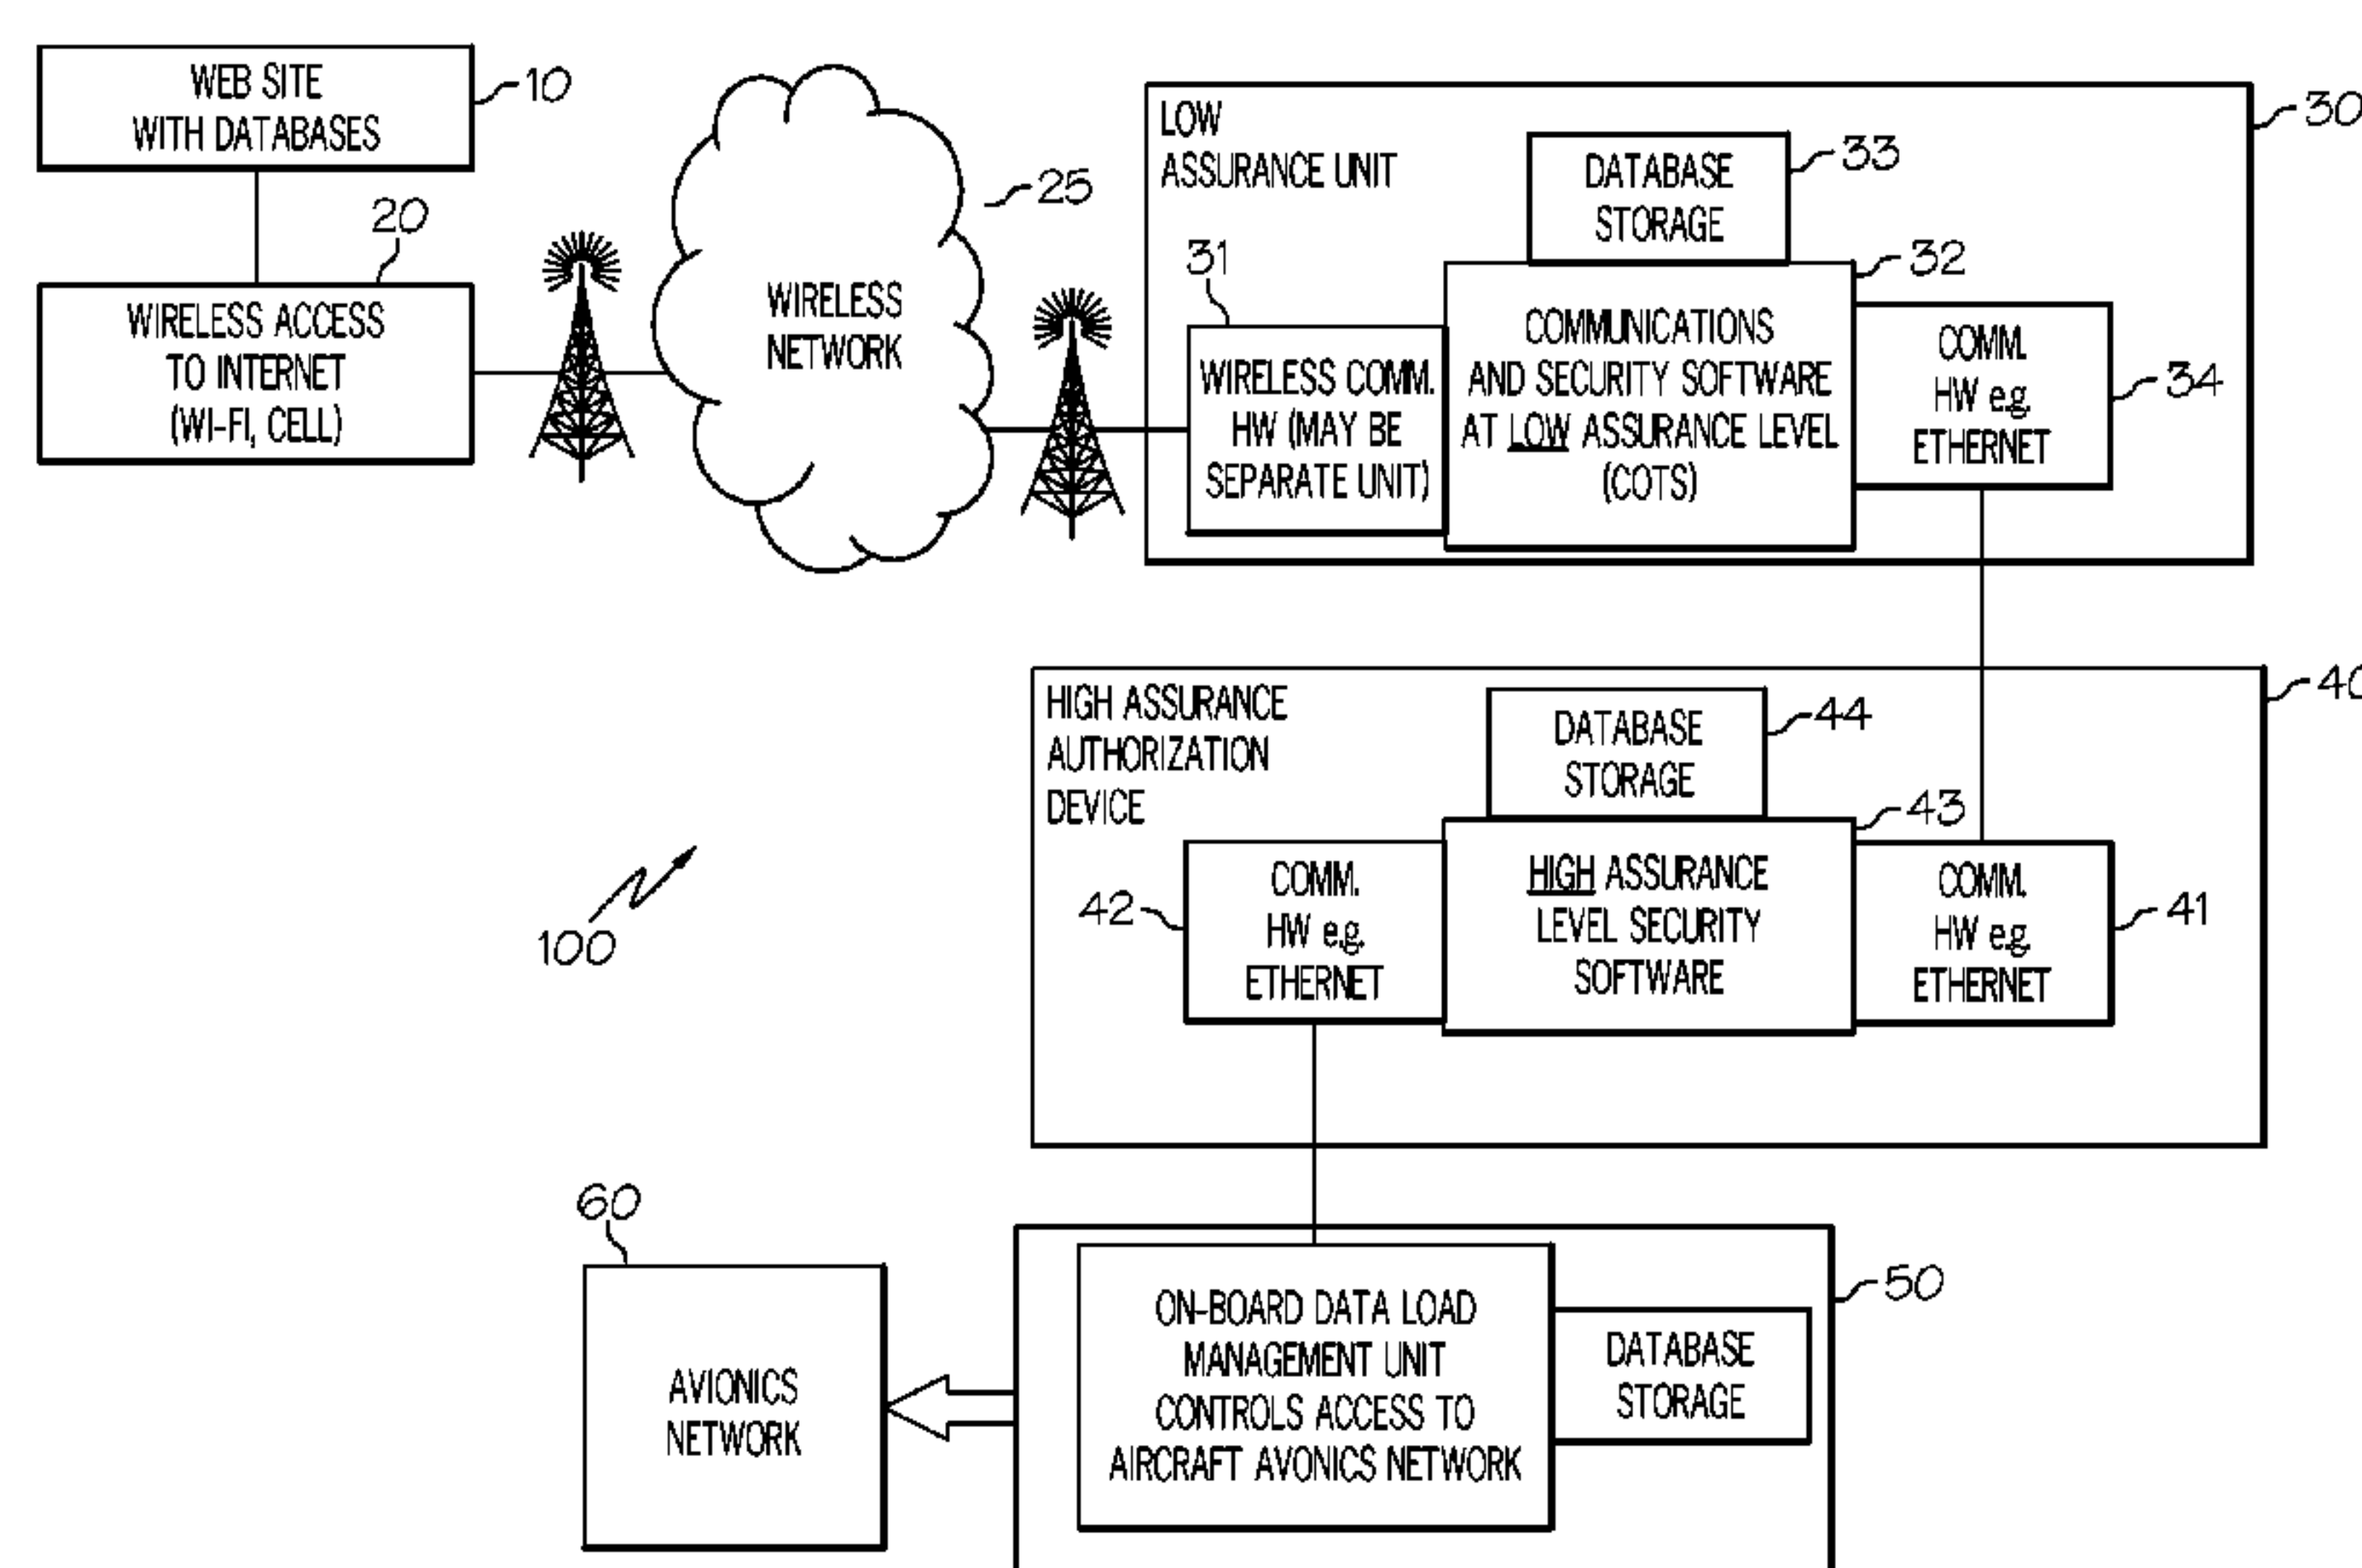 WEB SITE
WITH DATABASES
10
20
WIRELESS ACCESS
TO INTERNET
(WI-FI, CELL)
WIRELESS
NETWORK
25
LOW
ASSURANCE UNIT
30
DATABASE
STORAGE
33
31
WIRELESS COMM.
HW (MAY BE
SEPARATE UNIT)
32
COMMUNICATIONS
AND SECURITY SOFTWARE
AT LOW ASSURANCE LEVEL
(COTS)
COMM.
HW e.g.
ETHERNET
34
HIGH ASSURANCE
AUTHORIZATION
DEVICE
40
DATABASE
STORAGE
44
42
COMM.
HW e.g.
ETHERNET
43
HIGH ASSURANCE
LEVEL SECURITY
SOFTWARE
COMM.
HW e.g.
ETHERNET
41
100
60
AVIONICS
NETWORK
50
ON-BOARD DATA LOAD
MANAGEMENT UNIT
CONTROLS ACCESS TO
AIRCRAFT AVONICS NETWORK
DATABASE
STORAGE